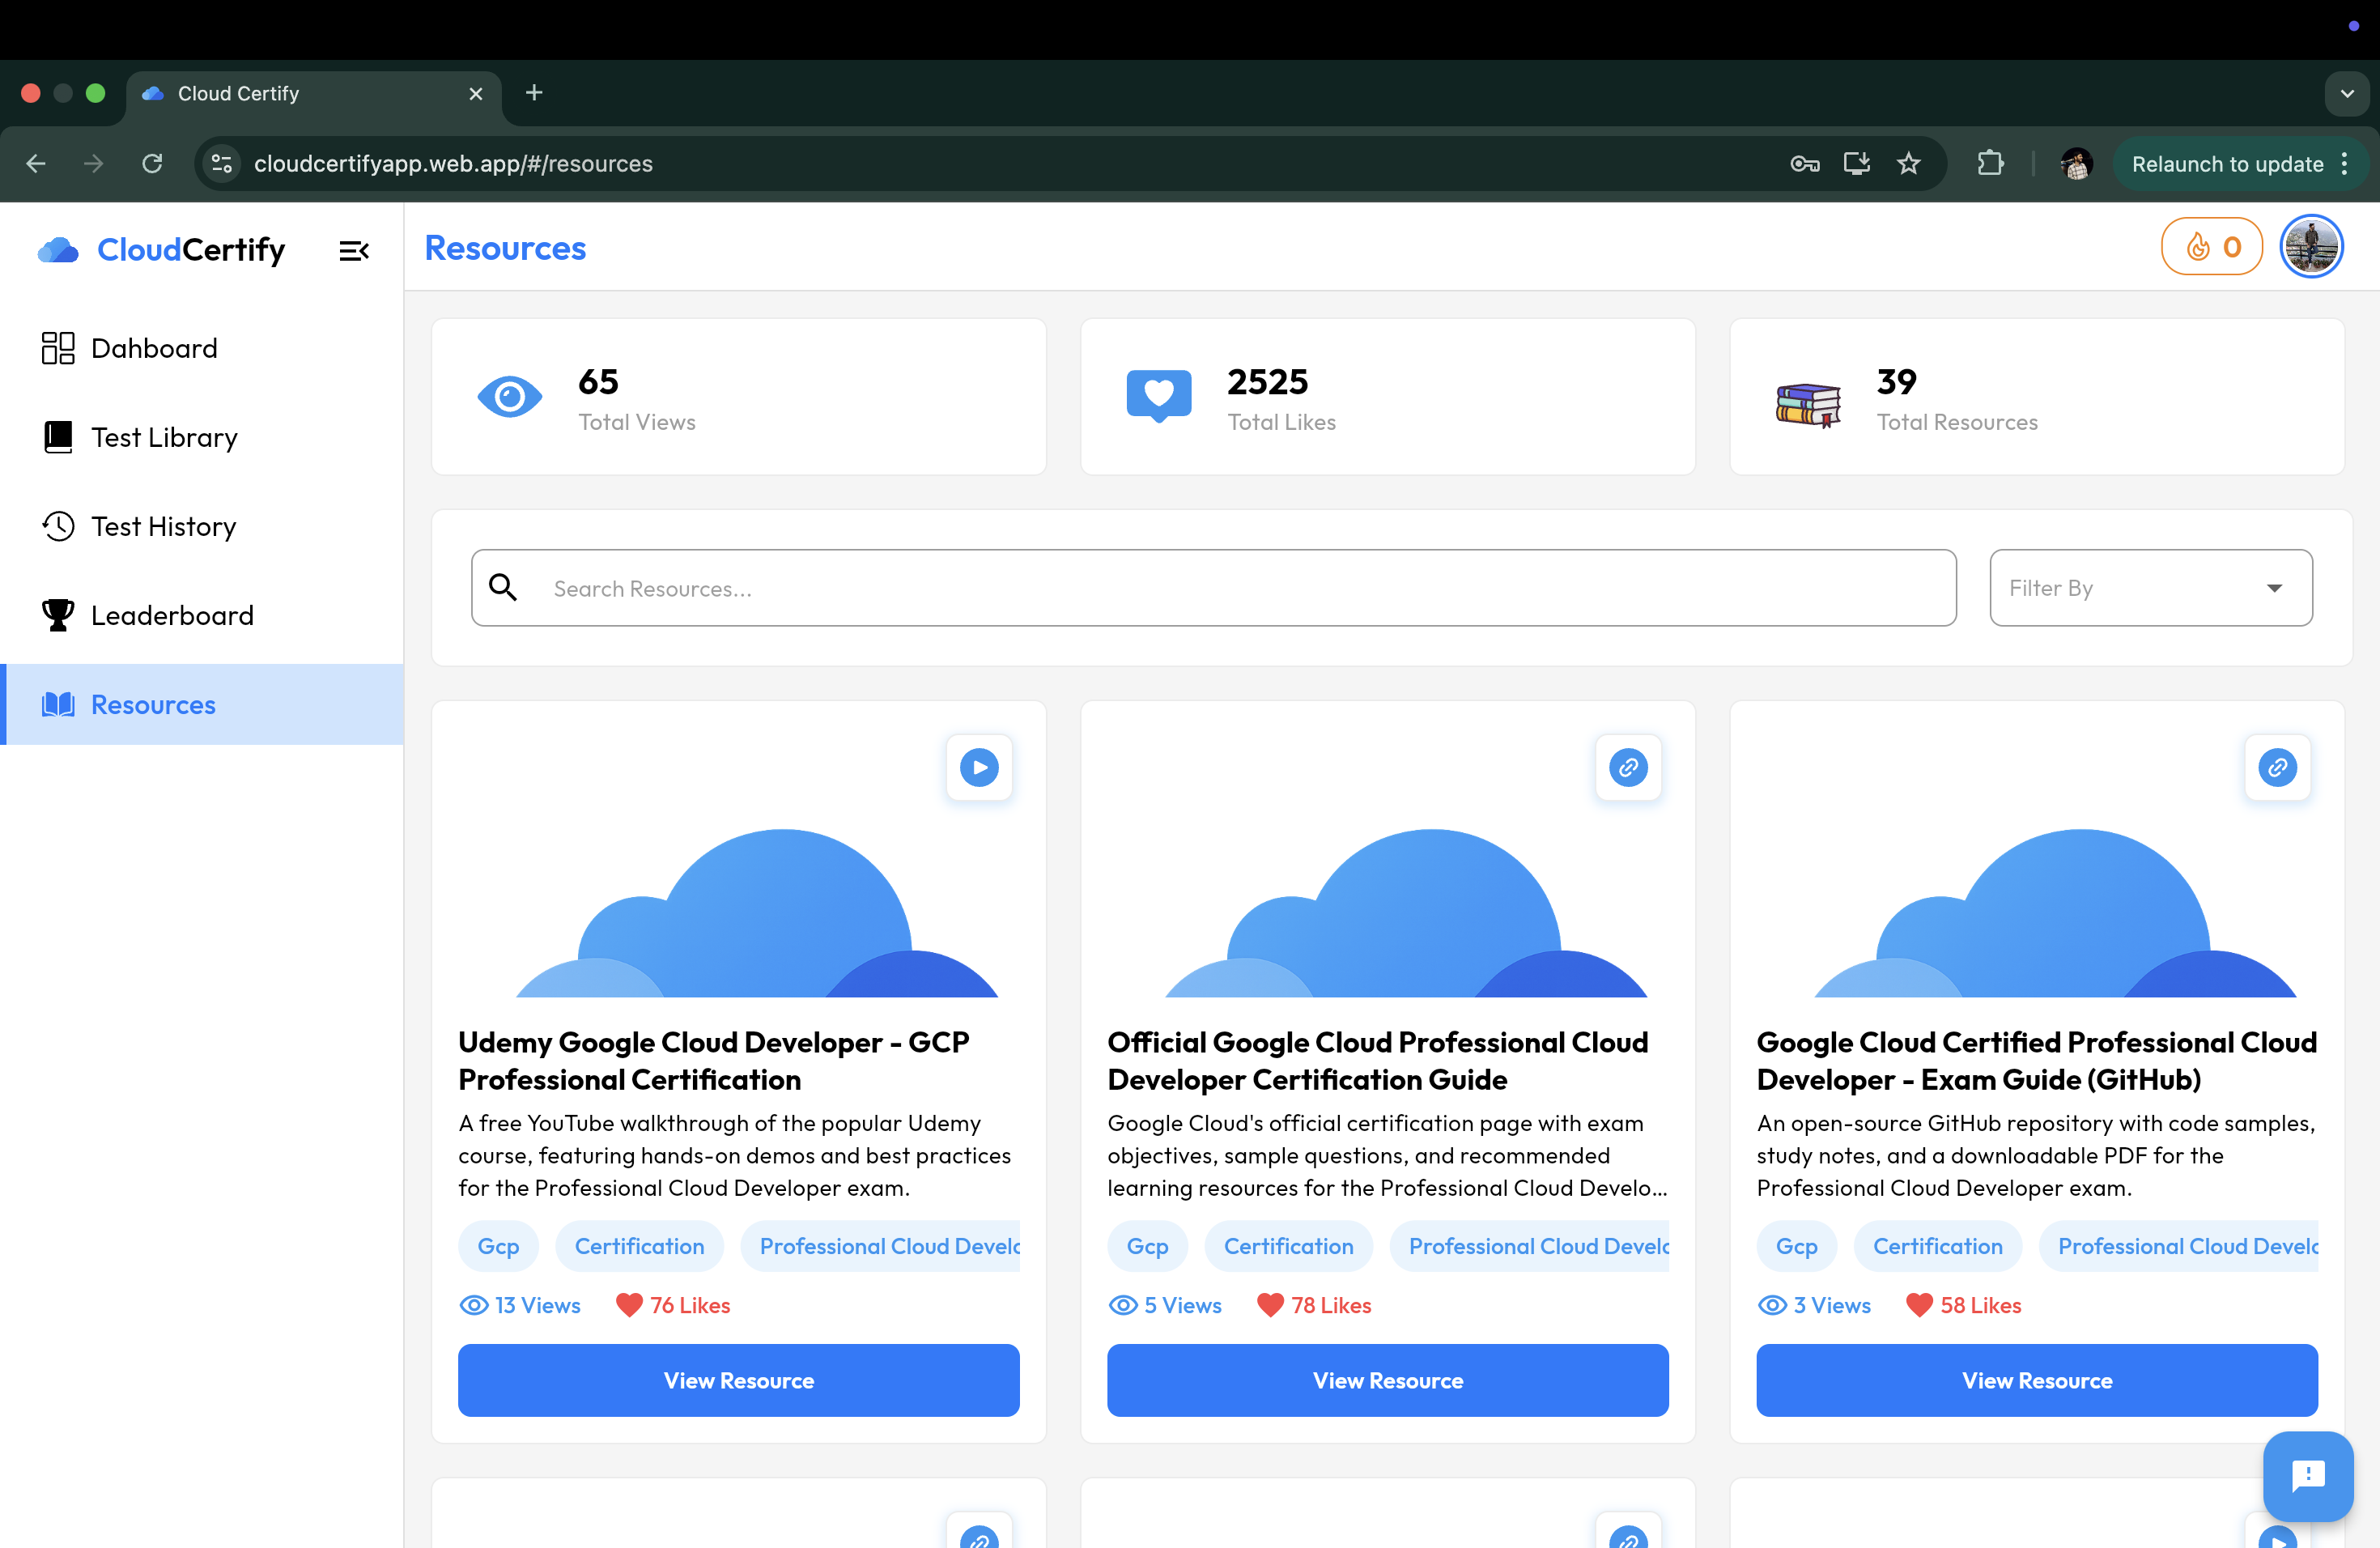 Cloud Certify
cloudcertifyapp.web.app/#/resources
Relaunch to update
CloudCertify
Dahboard
Test Library
Test History
Leaderboard
Resources
Resources
0
65
Total Views
2525
Total Likes
39
Total Resources
Search Resources...
Filter By
Udemy Google Cloud Developer - GCP
Professional Certification
A free YouTube walkthrough of the popular Udemy
course, featuring hands-on demos and best practices
for the Professional Cloud Developer exam.
Gcp Certification Professional Cloud Develo
13 Views 76 Likes
View Resource
Official Google Cloud Professional Cloud
Developer Certification Guide
Google Cloud's official certification page with exam
objectives, sample questions, and recommended
learning resources for the Professional Cloud Develo...
Gcp Certification Professional Cloud Develo
5 Views 78 Likes
View Resource
Google Cloud Certified Professional Cloud
Developer - Exam Guide (GitHub)
An open-source GitHub repository with code samples,
study notes, and a downloadable PDF for the
Professional Cloud Developer exam.
Gcp Certification Professional Cloud Develo
3 Views 58 Likes
View Resource